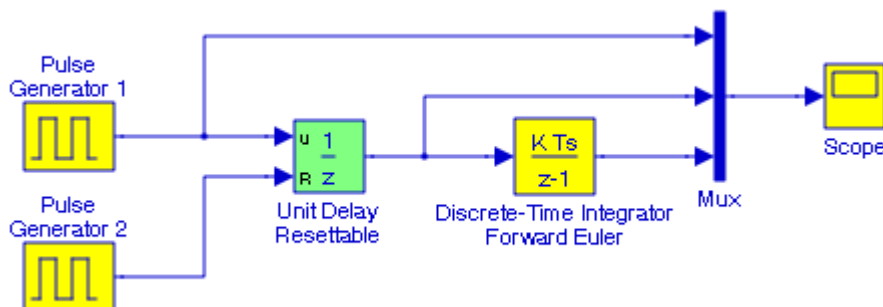 Pulse
Generator 1
u
1
z
R
Unit Delay
Resettable
K Ts
z-1
Discrete-Time Integrator
Forward Euler
Mux
Scope
Pulse
Generator 2